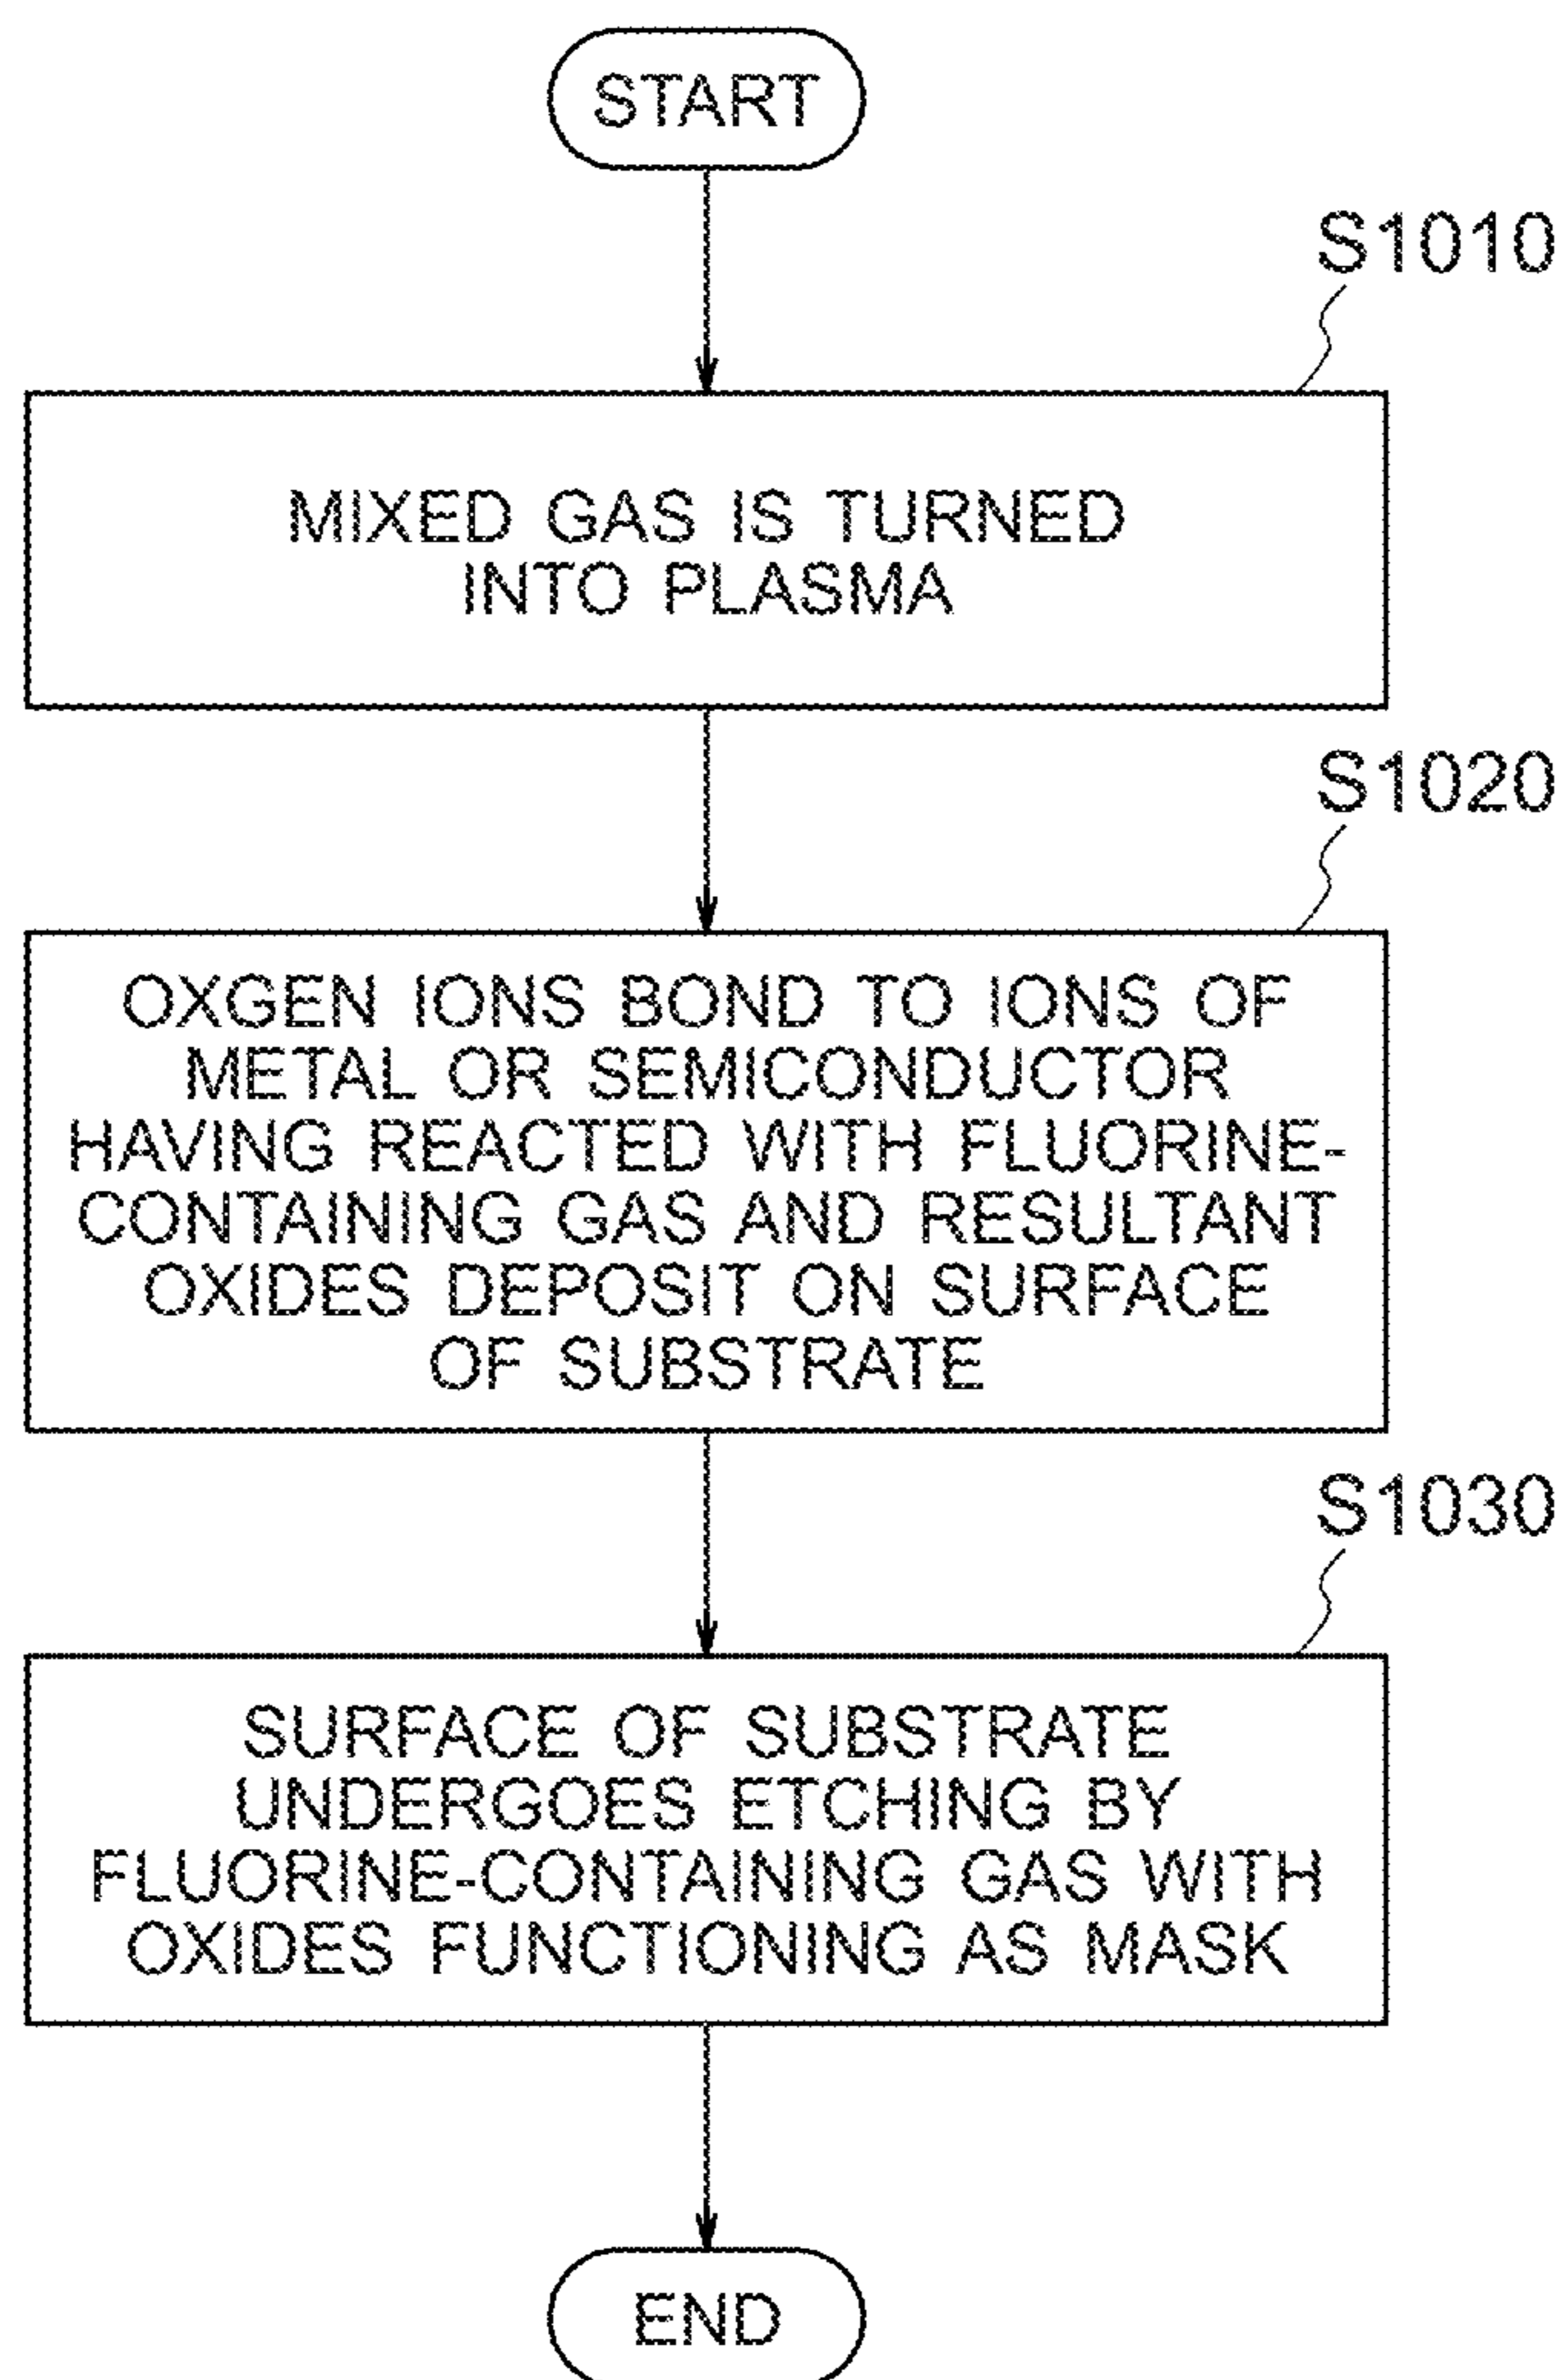 START
S1010
MIXED GAS IS TURNED
INTO PLASMA
S1020
OXGEN IONS BOND TO IONS OF
METAL OR SEMICONDUCTOR
HAVING REACTED WITH FLUORINE-
CONTAINING GAS AND RESULTANT
OXIDES DEPOSIT ON SURFACE
OF SUBSTRATE
S1030
SURFACE OF SUBSTRATE
UNDERGOES ETCHING BY
FLUORINE-CONTAINING GAS WITH
OXIDES FUNCTIONING AS MASK
END